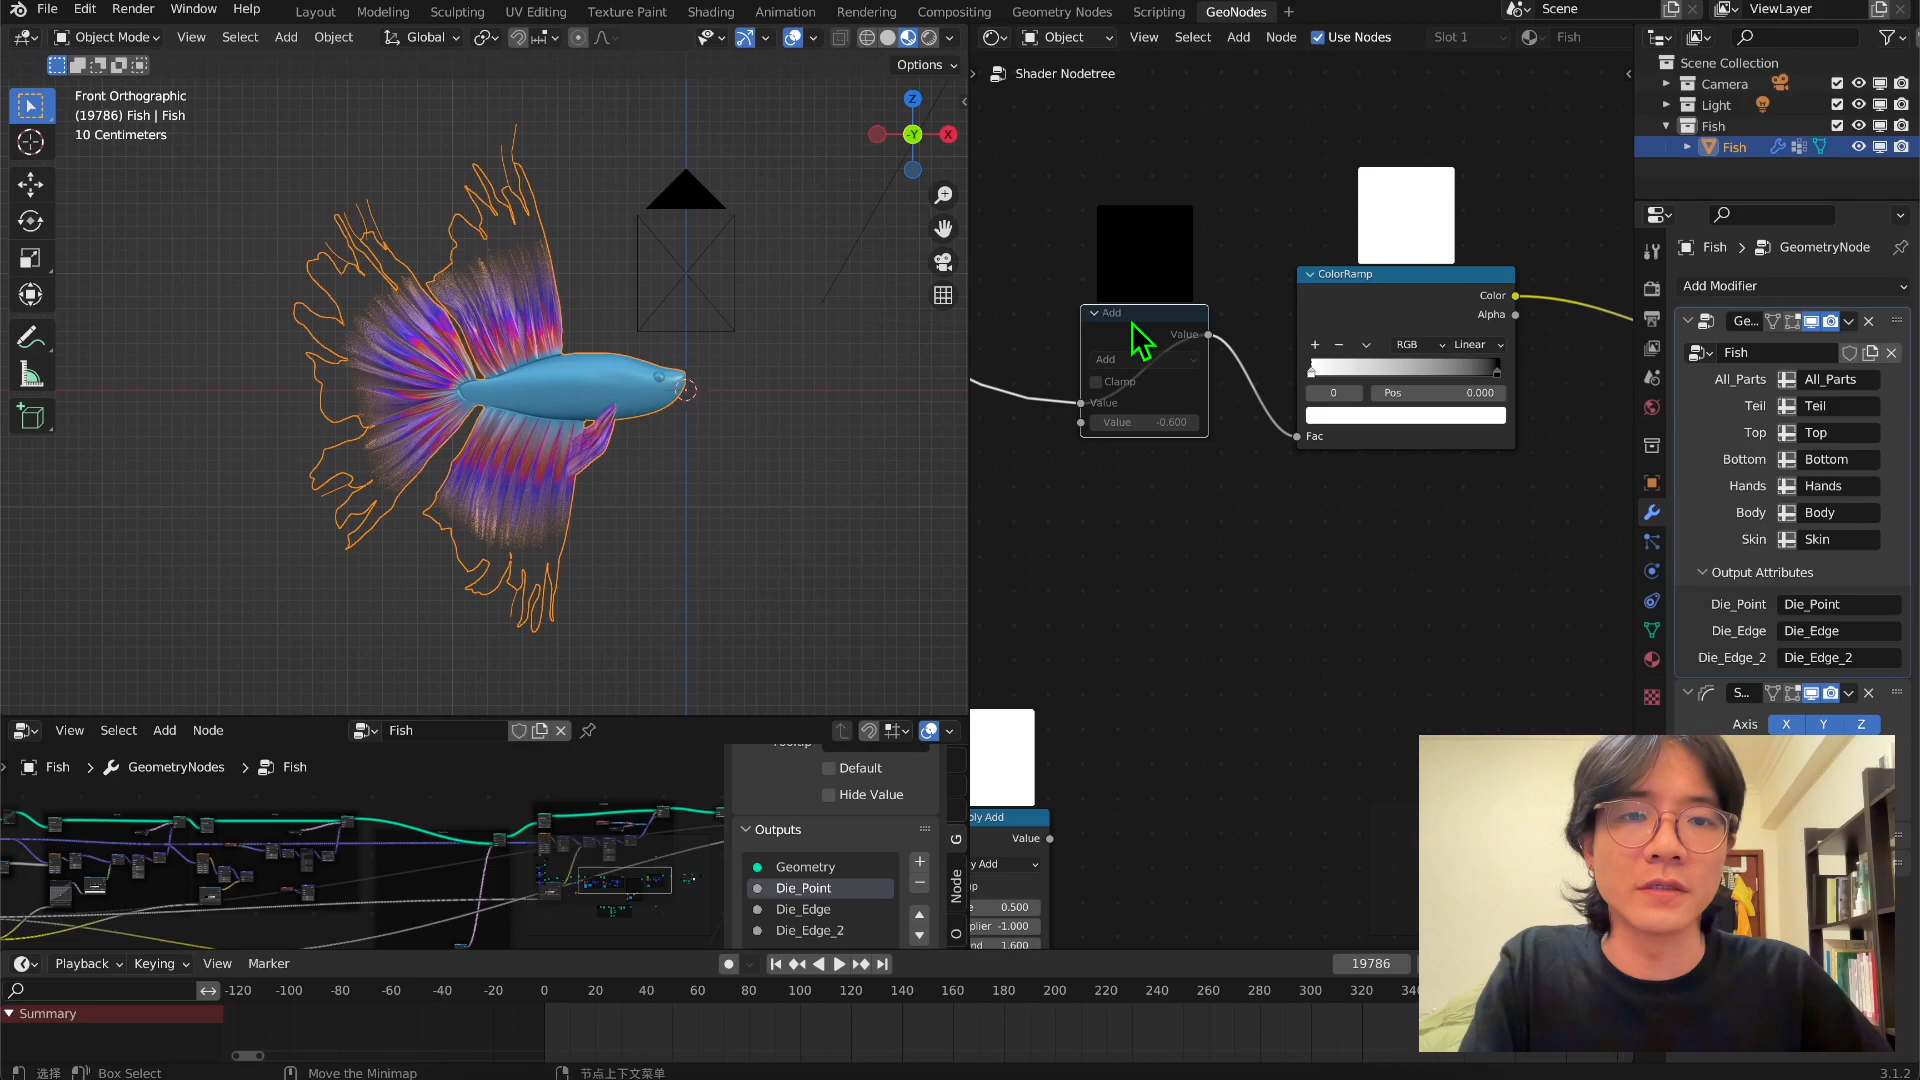 File Edit Render Window Help Layout Modeling Sculpting UV Editing Texture Paint Shading Animation Rendering Compositing Geometry Nodes Scripting GeoNodes + Scene ViewLayer
Object Mode View Select Add Object Global
Object View Select Add Node Use Nodes Slot 1 Fish
Options
Front Orthographic
(19786) Fish | Fish
10 Centimeters
Z
-Y
X
Shader Nodetree
Add
Value
Add
Clamp
Value
Value -0.600
ColorRamp
Color
Alpha
RGB Linear
0 Pos 0.000
Fac
ply Add
Value
y Add
p
e 0.500
plier -1.000
nd 1.600
Scene Collection
Camera
Light
Fish
Fish
Fish > GeometryNode
Add Modifier
Ge...
Fish
All_Parts All_Parts
Teil Teil
Top Top
Bottom Bottom
Hands Hands
Body Body
Skin Skin
Output Attributes
Die_Point Die_Point
Die_Edge Die_Edge
Die_Edge_2 Die_Edge_2
S...
Axis X Y Z
View Select Add Node Fish
Fish > GeometryNodes > Fish
Default
Hide Value
Outputs
Geometry
Die_Point
Die_Edge
Die_Edge_2
G
Node
O
Playback Keying View Marker 19786
-120 -100 -80 -60 -40 -20 0 20 40 60 80 100 120 140 160 180 200 220 240 260 280 300 320 34
Summary
选择 Box Select Move the Minimap 节点上下文菜单 3.1.2